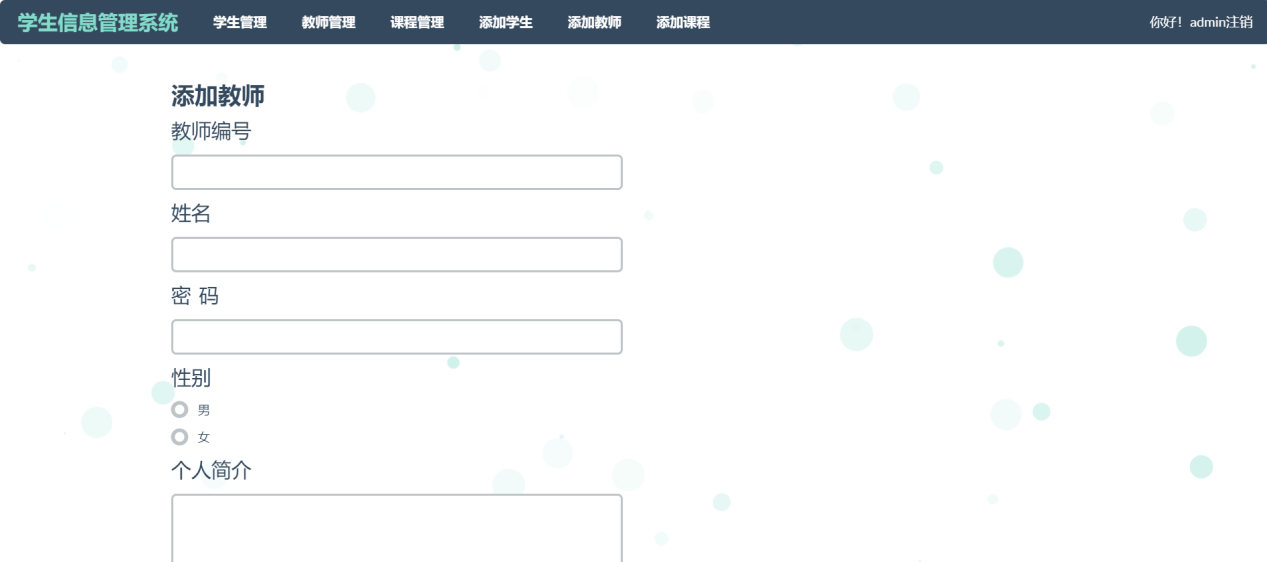 学生信息管理系统 学生管理 教师管理 课程管理 添加学生 添加教师 添加课程 你好！admin注销
添加教师
教师编号
姓名
密 码
性别
男
女
个人简介